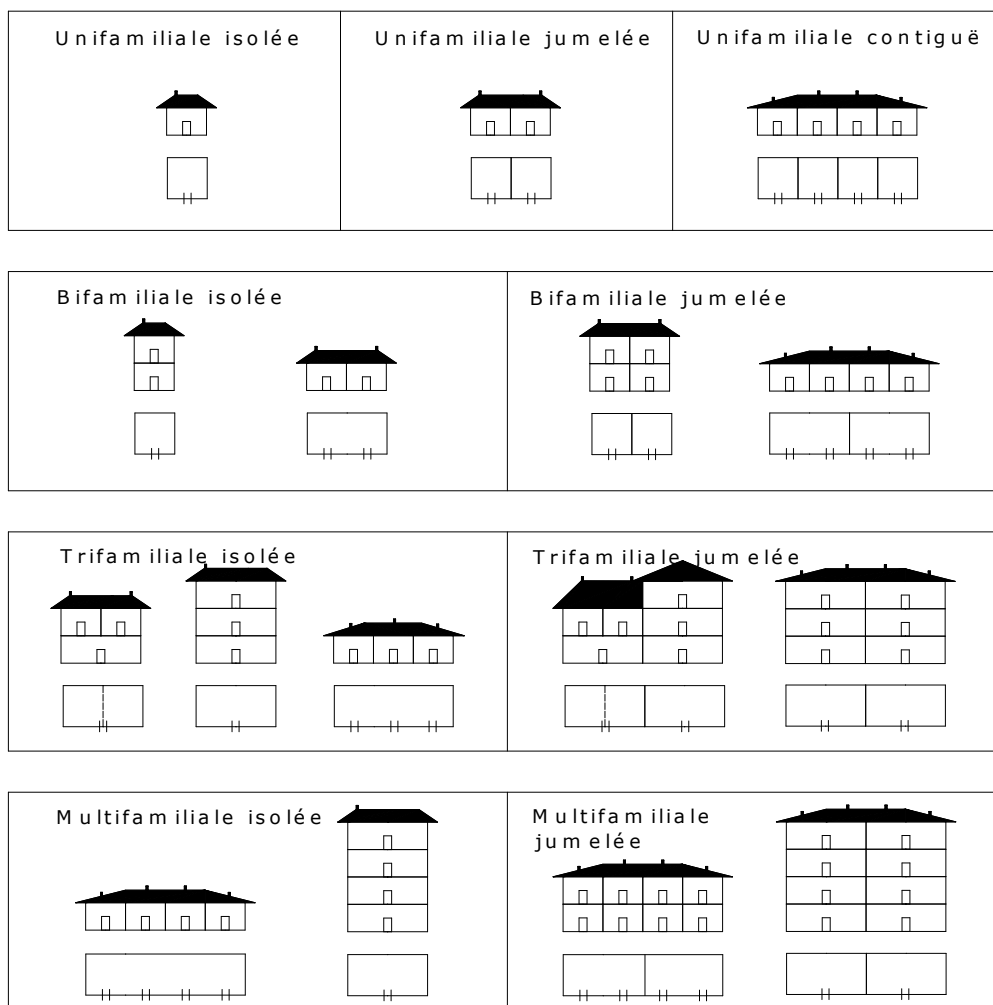 Unifamiliale isolée
Unifamiliale jumelée
Unifamiliale contiguë
Bifamiliale isolée
Bifamiliale jumelée
Trifamiliale isolée
Trifamiliale jumelée
Multifamiliale isolée
Multifamiliale
jumelée